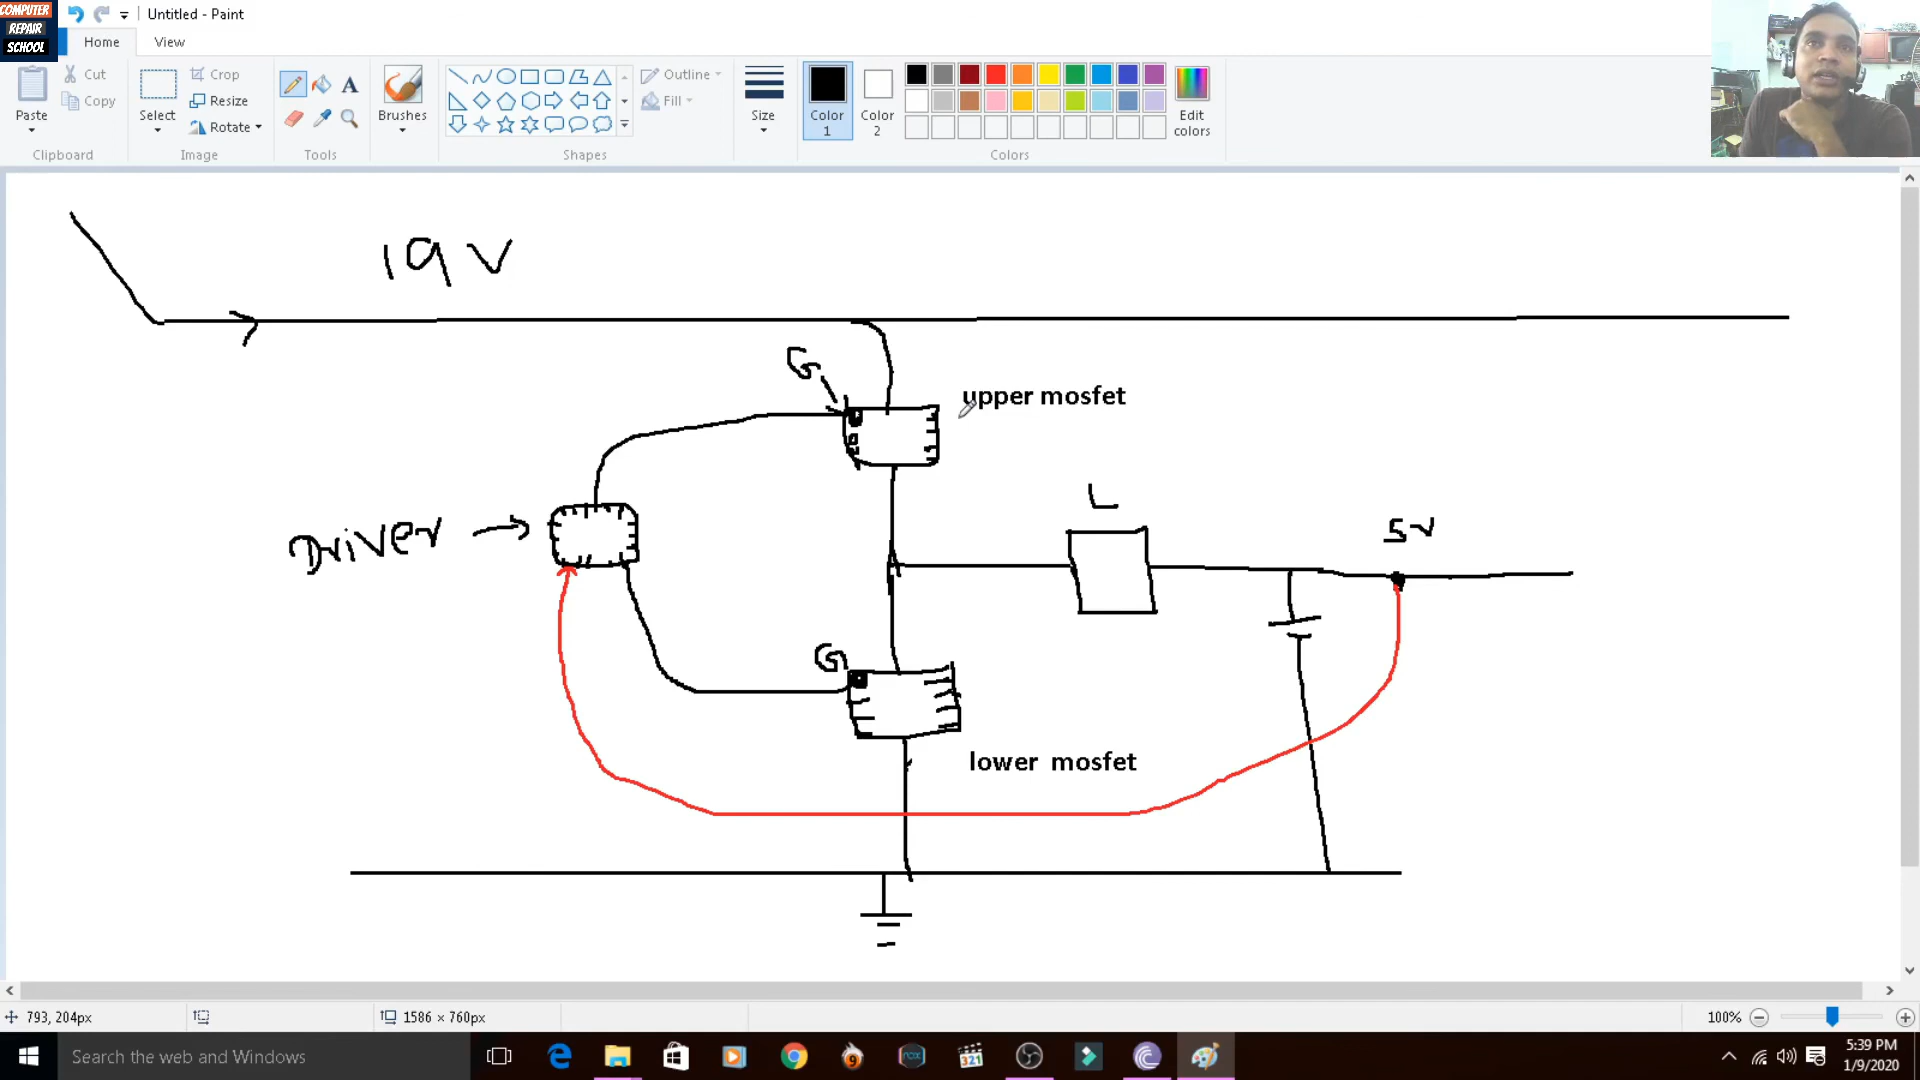 COMPUTER
REPAIR
SCHOOL
Untitled - Paint
Home View
Paste
Cut
Copy
Clipboard
Select
Crop
Resize
Rotate
Image
Tools
Brushes
Shapes
Outline
Fill
Size
Color
1
Color
2
Colors
Edit
colors
19 V
G
upper mosfet
Driver
L
5V
G
lower mosfet
793, 204px
1586 × 760px
100%
Search the web and Windows
321
5:39 PM
1/9/2020